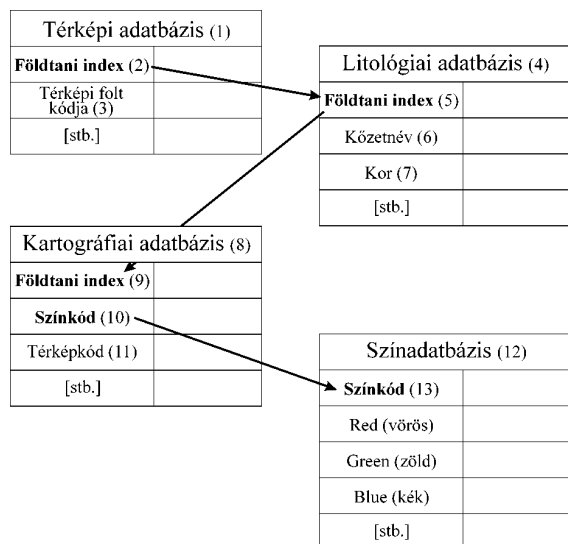 Térképi adatbázis (1)
Földtani index (2)
Térképi folt
kódja (3)
[stb.]
Litológiai adatbázis (4)
Földtani index (5)
Kőzetnév (6)
Kor (7)
[stb.]
Kartográfiai adatbázis (8)
Földtani index (9)
Színkód (10)
Térképkód (11)
[stb.]
Színadatbázis (12)
Színkód (13)
Red (vörös)
Green (zöld)
Blue (kék)
[stb.]